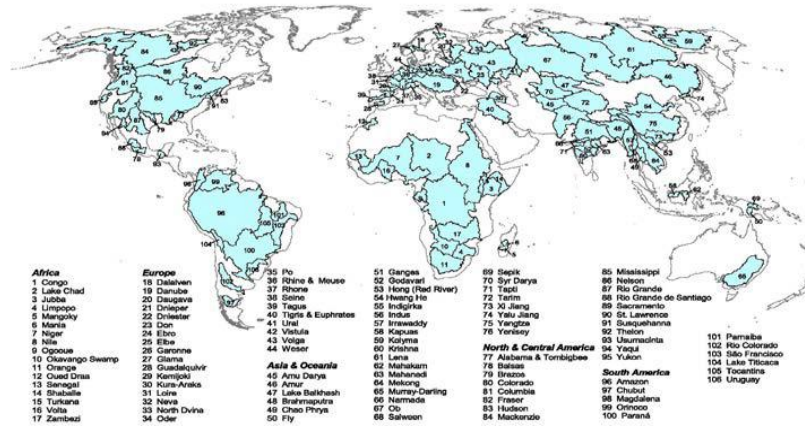 Africa
1 Congo
2 Lake Chad
3 Jubba
4 Limpopo
5 Mangoky
6 Mania
7 Niger
8 Nile
9 Ogooue
10 Okavango Swamp
11 Orange
12 Oued Draa
13 Senegal
14 Shaballe
15 Turkana
16 Volta
17 Zambezi
Europe
18 Dalalven
19 Danube
20 Daugava
21 Dnieper
22 Dniester
23 Don
24 Ebro
25 Elbe
26 Garonne
27 Glama
28 Guadalquivir
29 Kemijoki
30 Kura-Araks
31 Loire
32 Neva
33 North Dvina
34 Oder
35 Po
36 Rhine & Meuse
37 Rhone
38 Seine
39 Tagus
40 Tigris & Euphrates
41 Ural
42 Vistula
43 Volga
44 Weser
Asia & Oceania
45 Amu Darya
46 Amur
47 Lake Balkhash
48 Brahmaputra
49 Chao Phrya
50 Fly
51 Ganges
52 Godavari
53 Hong (Red River)
54 Hwang He
55 Indigirka
56 Indus
57 Irrawaddy
58 Kapuas
59 Kolyma
60 Krishna
61 Lena
62 Mahakam
63 Mahanadi
64 Mekong
65 Murray-Darling
66 Narmada
67 Ob
68 Salween
69 Sepik
70 Syr Darya
71 Tapti
72 Tarim
73 Xi Jiang
74 Yalu Jiang
75 Yangtze
76 Yenisey
North & Central America
77 Alabama & Tombigbee
78 Balsas
79 Brazos
80 Colorado
81 Columbia
82 Fraser
83 Hudson
84 Mackenzie
85 Mississippi
86 Nelson
87 Rio Grande
88 Rio Grande de Santiago
89 Sacramento
90 St. Lawrence
91 Susquehanna
92 Thelon
93 Usumacinta
94 Yaqui
95 Yukon
South America
96 Amazon
97 Chubut
98 Magdalena
99 Orinoco
100 Paraná
101 Parnaiba
102 Rio Colorado
103 São Francisco
104 Lake Titicaca
105 Tocantins
106 Uruguay